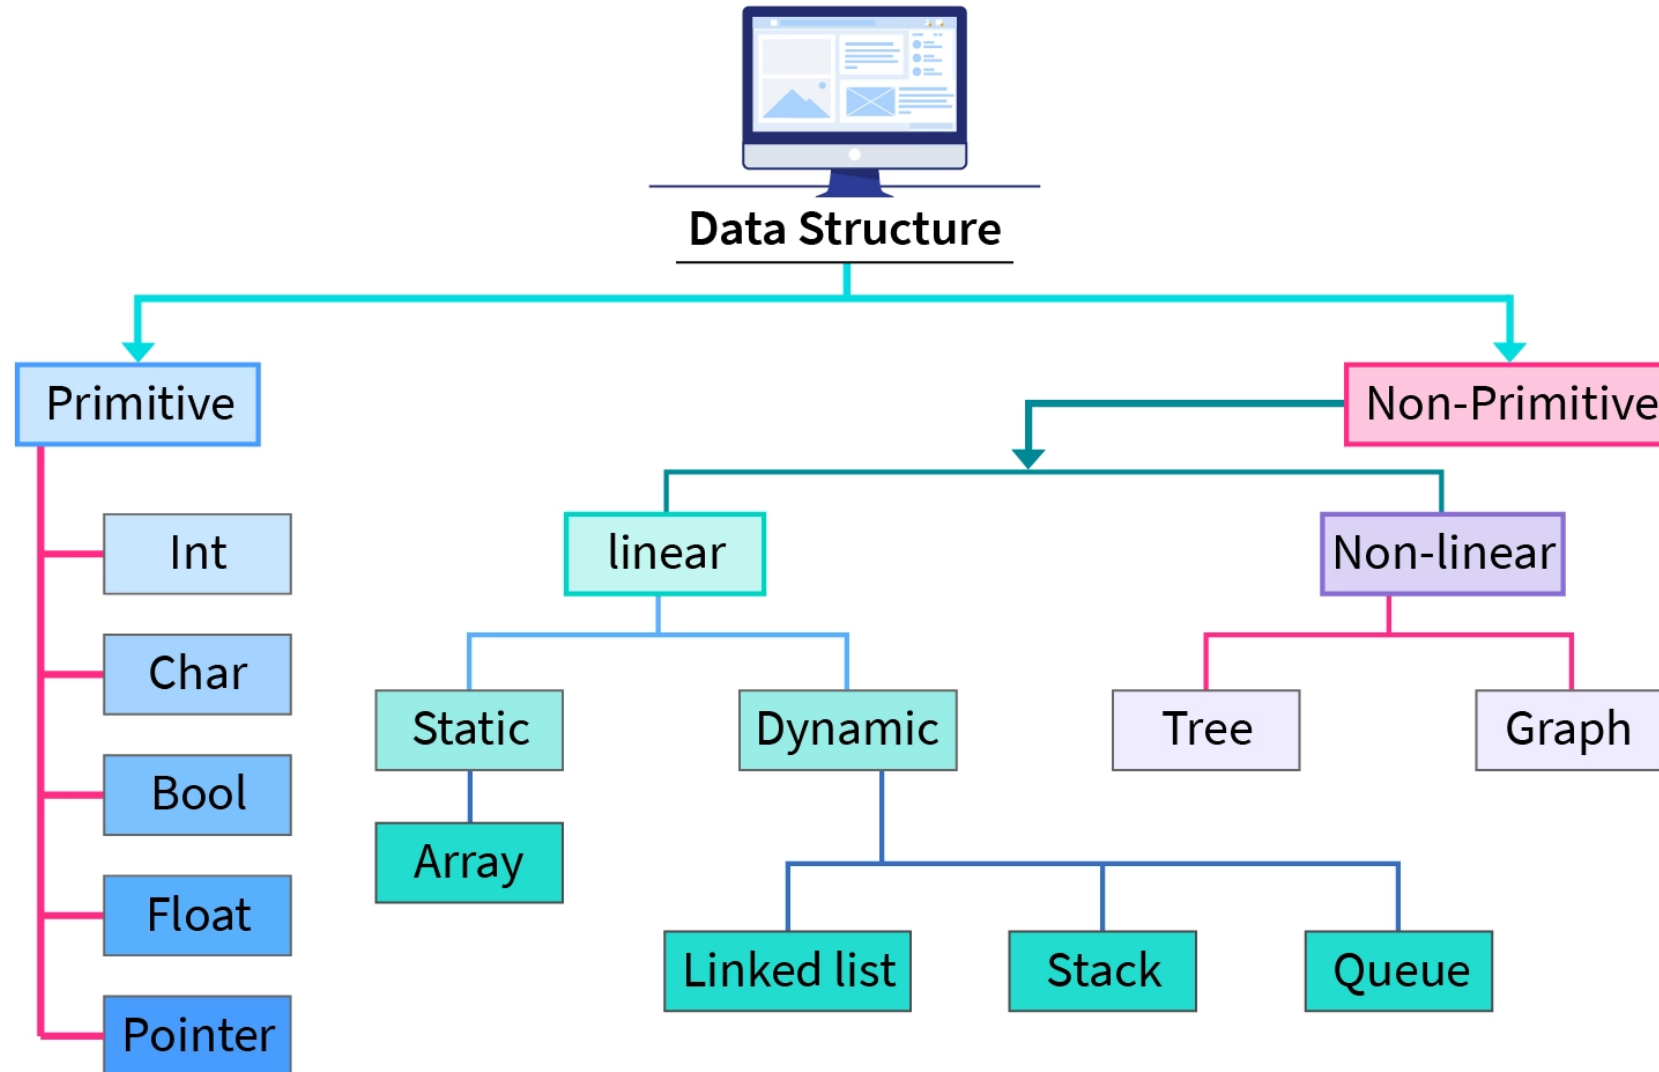 Data Structure
Primitive
Non-Primitive
Int
Char
Bool
Float
Pointer
linear
Non-linear
Static
Dynamic
Tree
Graph
Array
Linked list
Stack
Queue